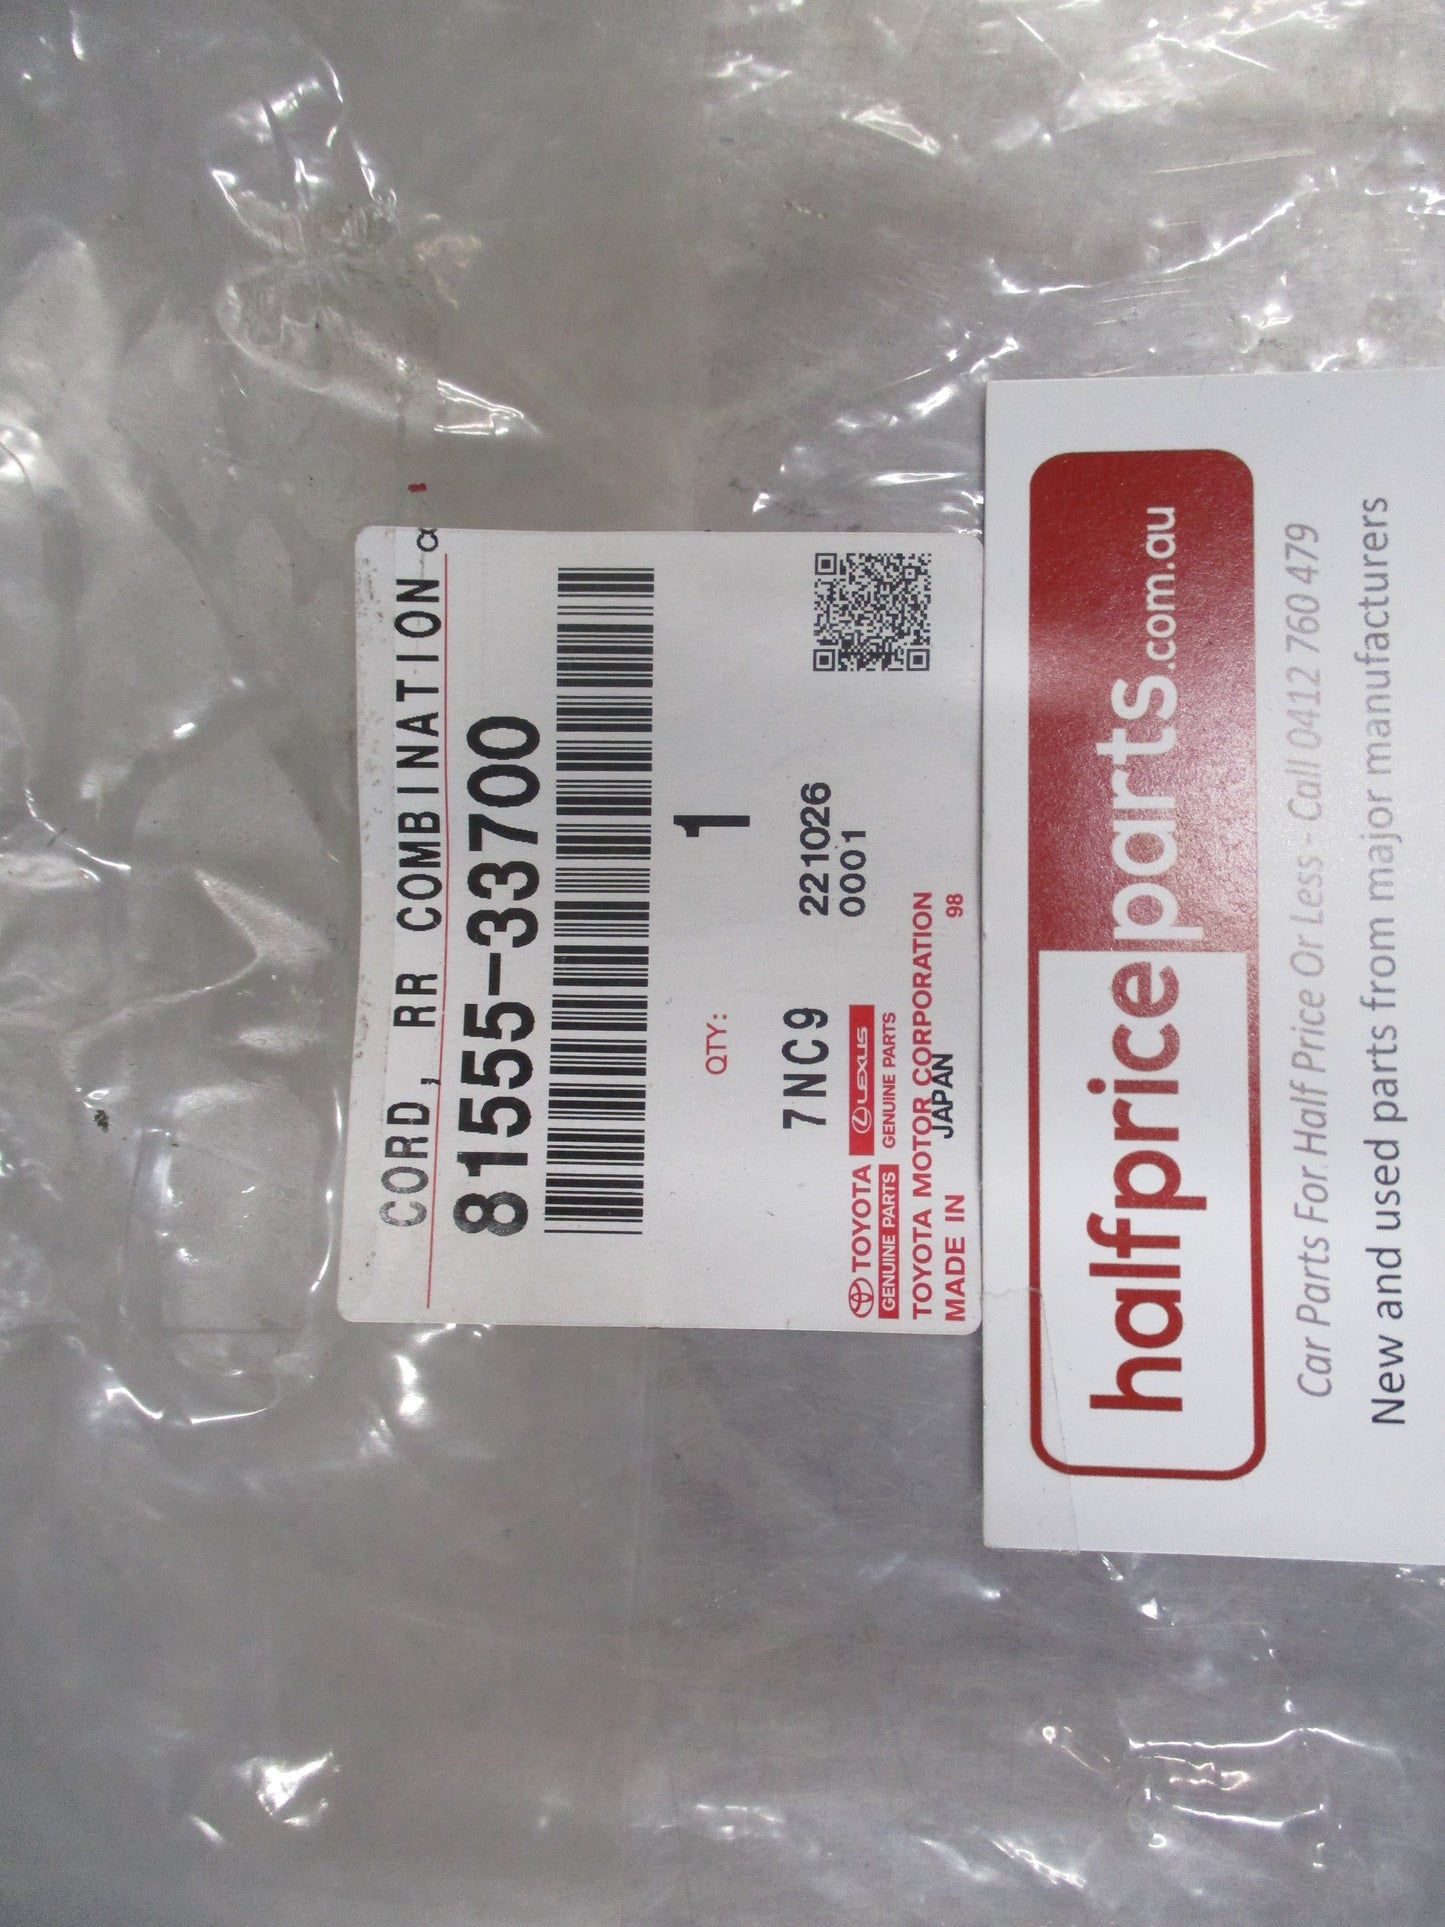 CORD, RR COMBINATION
81555-33700
QTY: 1
7NC9 221026
0001
TOYOTA LEXUS
GENUINE PARTS GENUINE PARTS
TOYOTA MOTOR CORPORATION
MADE IN JAPAN 98
halfpriceparts.com.au
Car Parts For Half Price Or Less - Call 0412 760 479
New and used parts from major manufacturers